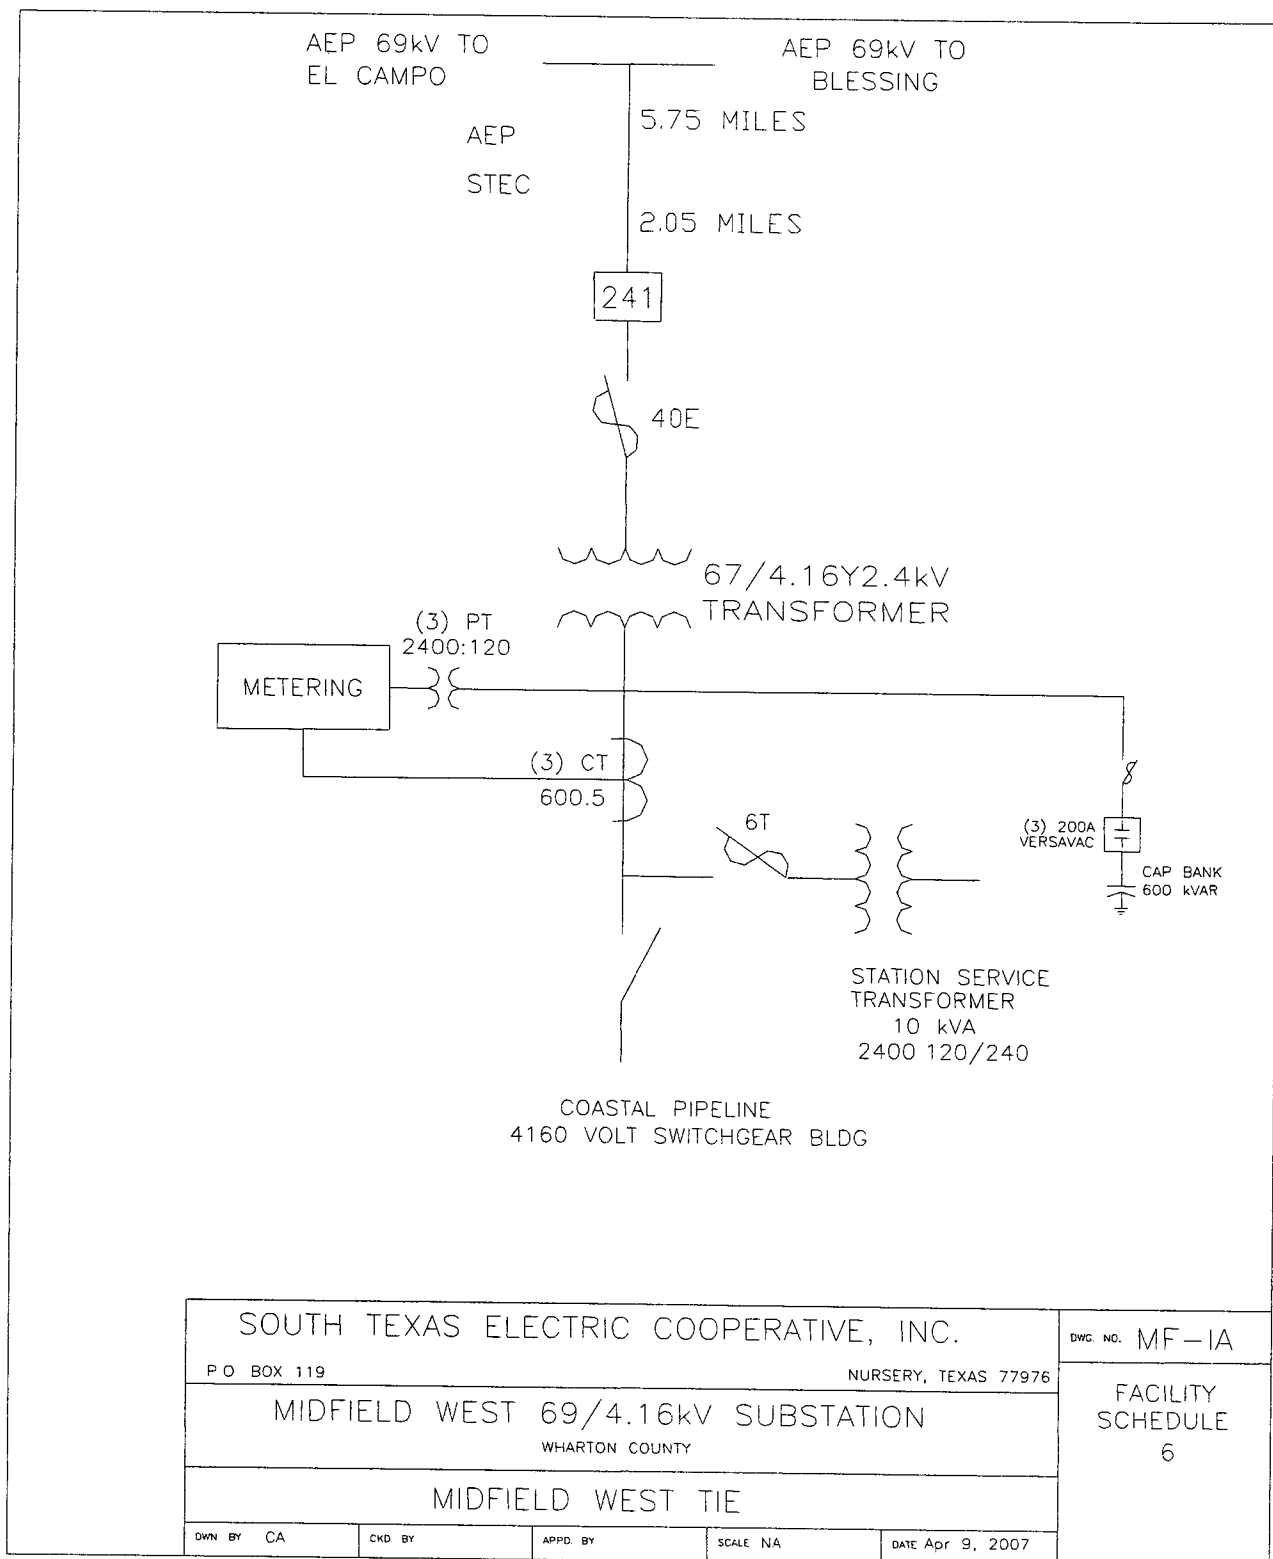 AEP 69kV TO
EL CAMPO
AEP 69kV TO
BLESSING
5.75 MILES
AEP
STEC
2.05 MILES
241
40E
67/4.16Y2.4kV
TRANSFORMER
(3) PT
2400:120
METERING
(3) CT
600.5
6T
(3) 200A
VERSAVAC
CAP BANK
600 kVAR
STATION SERVICE
TRANSFORMER
10 kVA
2400 120/240
COASTAL PIPELINE
4160 VOLT SWITCHGEAR BLDG
SOUTH TEXAS ELECTRIC COOPERATIVE, INC.
P O BOX 119
NURSERY, TEXAS 77976
DWG. NO. MF-1A
MIDFIELD WEST 69/4.16kV SUBSTATION
WHARTON COUNTY
FACILITY
SCHEDULE
6
MIDFIELD WEST TIE
DWN BY CA
CKD. BY
APPD. BY
SCALE NA
DATE Apr 9, 2007